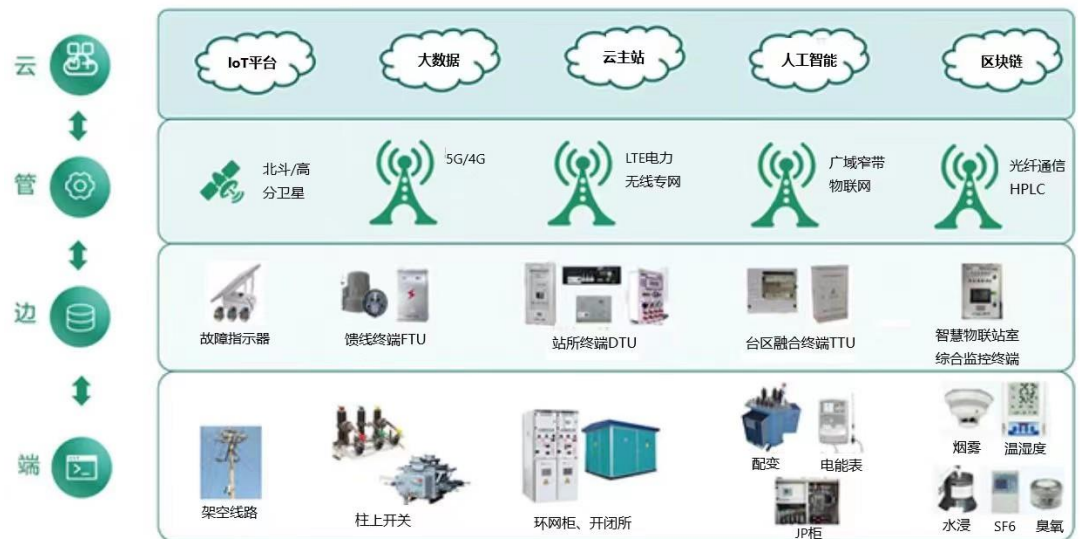 云
IoT平台
大数据
云主站
人工智能
区块链
管
北斗/高
分卫星
5G/4G
LTE电力
无线专网
广域窄带
物联网
光纤通信
HPLC
边
故障指示器
馈线终端FTU
站所终端DTU
台区融合终端TTU
智慧物联站室
综合监控终端
端
架空线路
柱上开关
环网柜、开闭所
配变
电能表
JP柜
烟雾
温湿度
水浸
SF6
臭氧